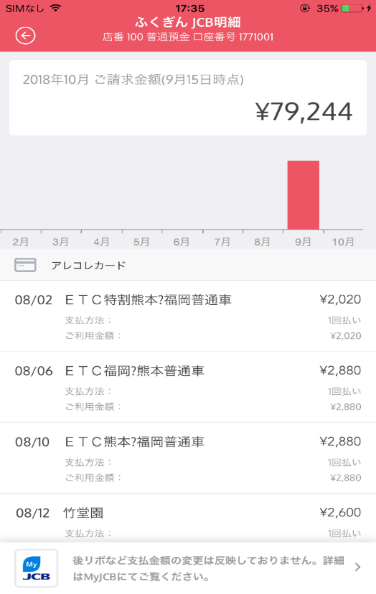 SIMなし 17:35 35%
ふくぎん JCB明細
店番 100 普通預金 口座番号 1771001
2018年10月 ご請求金額(9月15日時点)
¥79,244
2月 3月 4月 5月 6月 7月 8月 9月 10月
アレコレカード
08/02 ＥＴＣ特割熊本?福岡普通車 ¥2,020
支払方法： 1回払い
ご利用金額： ¥2,020
08/06 ＥＴＣ福岡?熊本普通車 ¥2,880
支払方法： 1回払い
ご利用金額： ¥2,880
08/10 ＥＴＣ熊本?福岡普通車 ¥2,880
支払方法： 1回払い
ご利用金額： ¥2,880
08/12 竹堂園 ¥2,600
支払方法： 1回払い
My JCB
後リボなど支払金額の変更は反映しておりません。詳細
はMyJCBにてご覧ください。